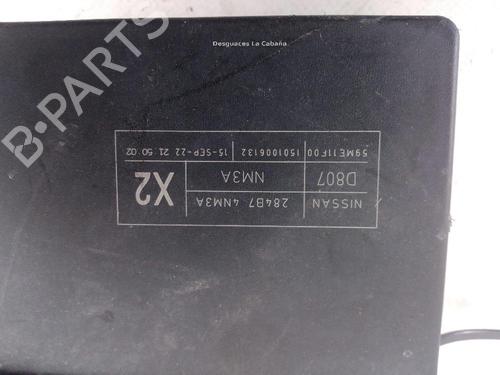 Desguaces La Cabaña
B-PARTS
NISSAN 284B7 4NM3A
D807 NM3A
X2
59ME11F00 1501006132 15-SEP-22 21 50 02